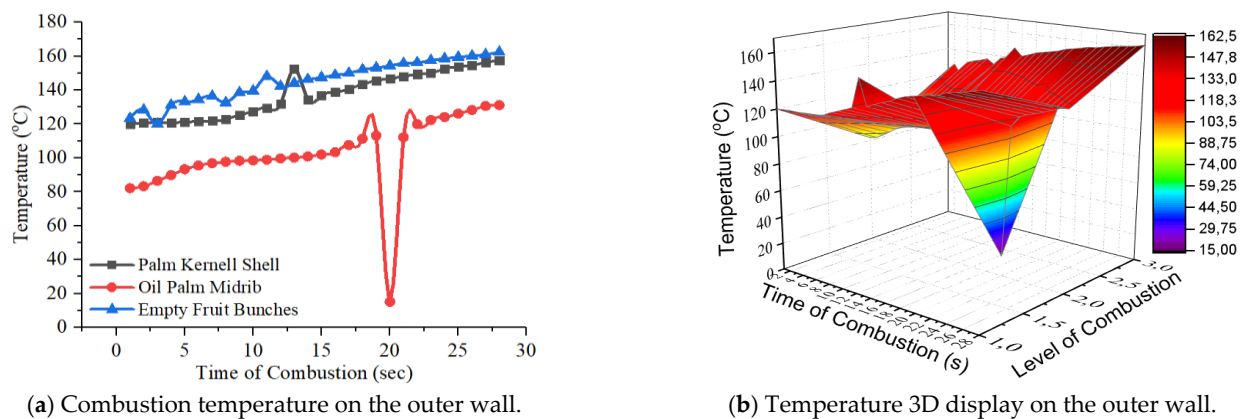 180
160
140
120
100
80
60
40
20
0
Temperature (°C)
Palm Kernell Shell
Oil Palm Midrib
Empty Fruit Bunches
0 5 10 15 20 25 30
Time of Combustion (sec)
(a) Combustion temperature on the outer wall.
160
140
120
100
80
60
40
20
0
Temperature (°C)
Time of Combustion (s)
1,0 1,5 2,0 2,5 3,0
Level of Combustion
162,5
147,8
133,0
118,3
103,5
88,75
74,00
59,25
44,50
29,75
15,00
(b) Temperature 3D display on the outer wall.